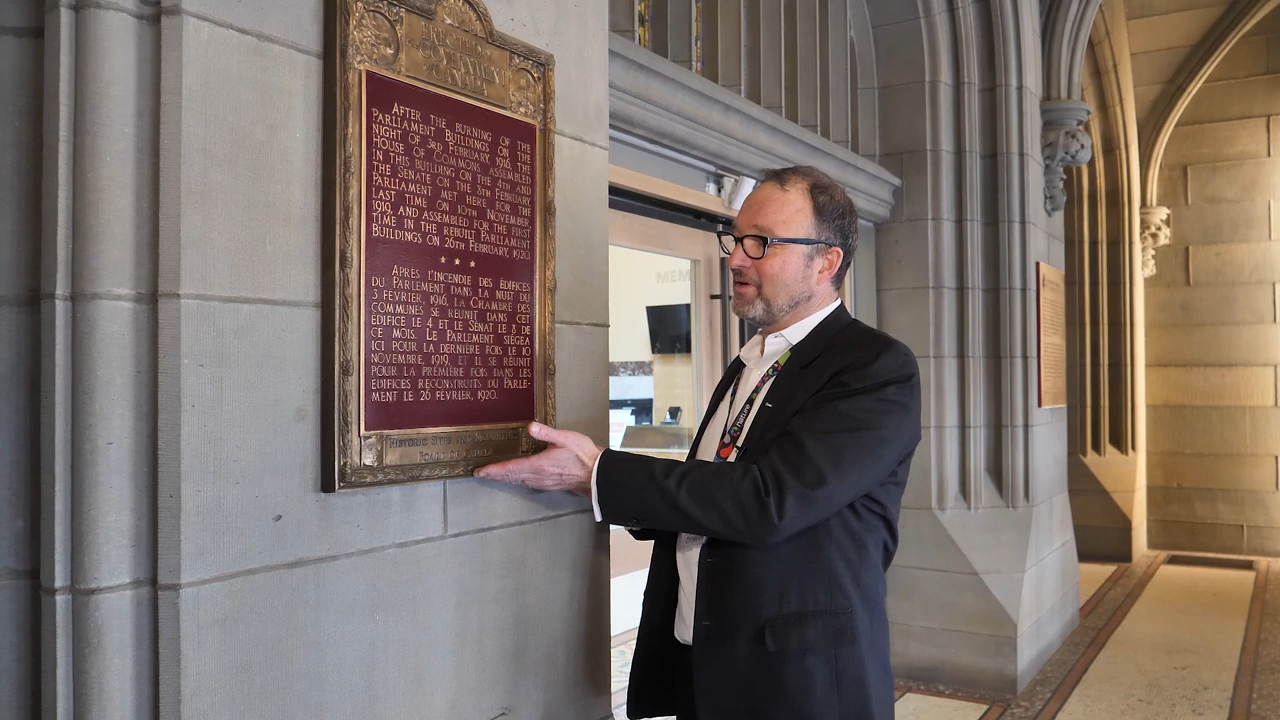 ERECTED
GOVERNMENT
CANADA
AFTER THE BURNING OF THE
PARLIAMENT BUILDINGS ON THE
NIGHT OF 3RD FEBRUARY 1916, THE
HOUSE OF COMMONS ASSEMBLED
IN THIS BUILDING ON THE 4TH AND
THE SENATE ON THE 8TH FEBRUARY.
PARLIAMENT MET HERE FOR THE
LAST TIME ON 10TH NOVEMBER,
1919, AND ASSEMBLED FOR THE FIRST
TIME IN THE REBUILT PARLIAMENT
BUILDINGS ON 26TH FEBRUARY, 1920.
APRÈS L'INCENDIE DES ÉDIFICES
DU PARLEMENT DANS LA NUIT DU
3 FÉVRIER, 1916, LA CHAMBRE DES
COMMUNES SE RÉUNIT DANS CET
ÉDIFICE LE 4 ET LE SÉNAT LE 8 DE
CE MOIS. LE PARLEMENT SIÉGEA
ICI POUR LA DERNIÈRE FOIS LE 10
NOVEMBRE, 1919, ET IL SE RÉUNIT
POUR LA PREMIÈRE FOIS DANS LES
ÉDIFICES RECONSTRUITS DU PARLE-
MENT LE 26 FÉVRIER, 1920.
HISTORIC SITES AND MONUMENTS
BOARD OF CANADA
MEM
nature